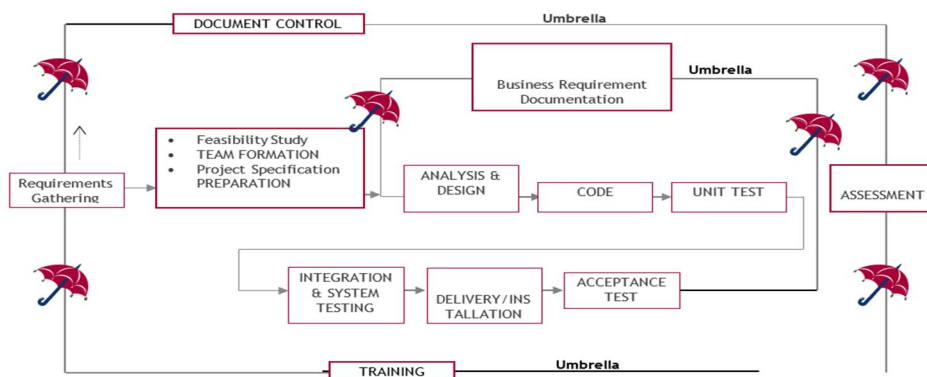 DOCUMENT CONTROL
Umbrella
Business Requirement
Documentation
Umbrella
• Feasibility Study
• TEAM FORMATION
• Project Specification
PREPARATION
Requirements
Gathering
ANALYSIS &
DESIGN
CODE
UNIT TEST
ASSESSMENT
INTEGRATION
& SYSTEM
TESTING
DELIVERY/INS
TALLATION
ACCEPTANCE
TEST
TRAINING
Umbrella